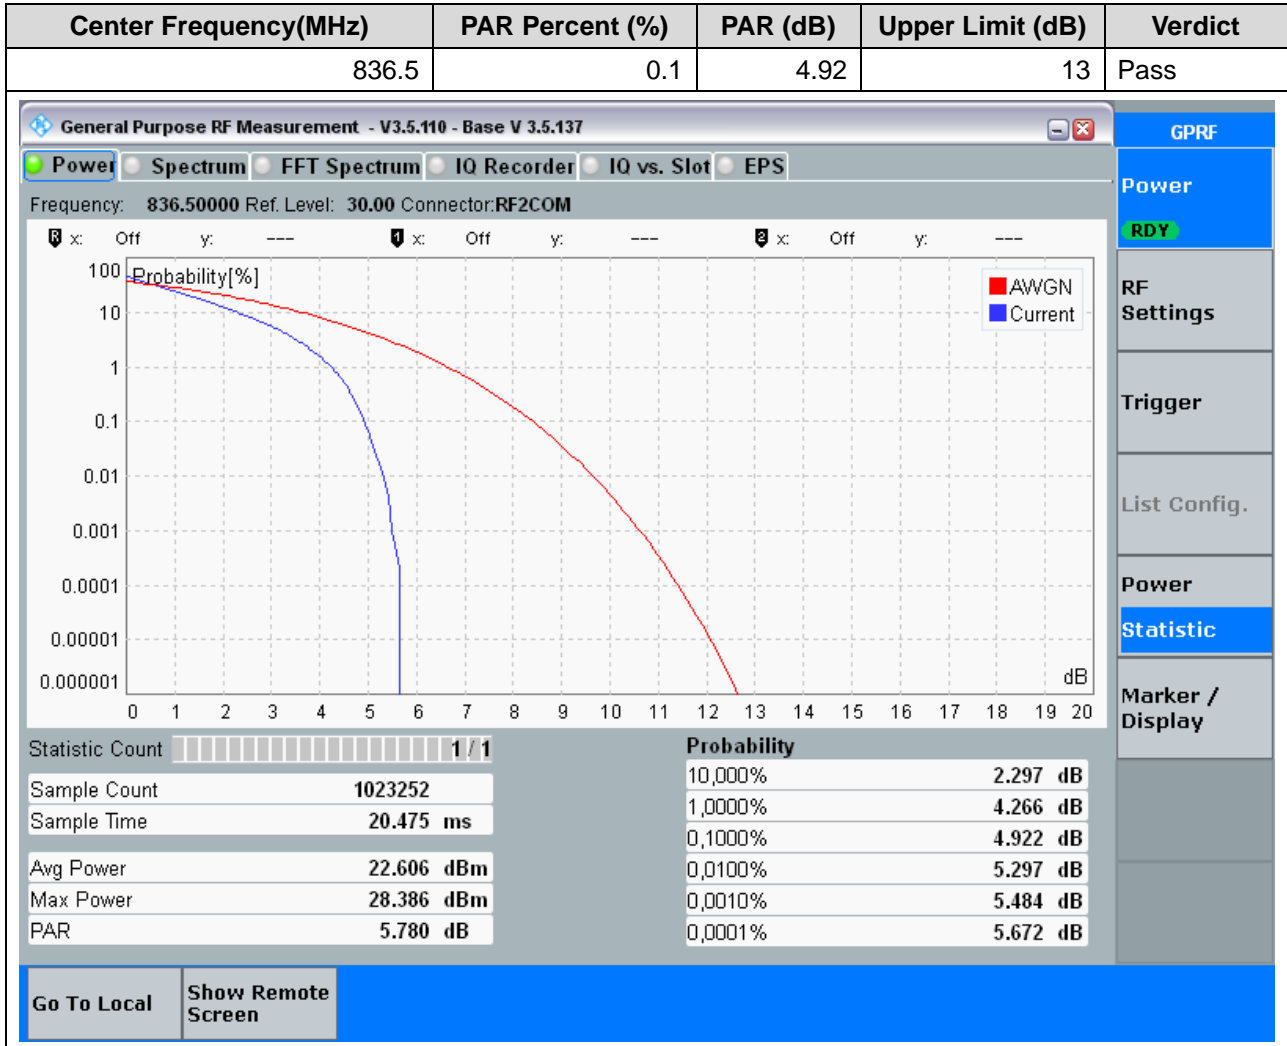 Center Frequency(MHz) PAR Percent (%) PAR (dB) Upper Limit (dB) Verdict
836.5 0.1 4.92 13 Pass
General Purpose RF Measurement - V3.5.110 - Base V 3.5.137
GPRF
Power Spectrum FFT Spectrum IQ Recorder IQ vs. Slot EPS
Power
RDY
Frequency: 836.50000 Ref. Level: 30.00 Connector:RF2COM
R x: Off y: --- 1 x: Off y: --- 2 x: Off y: ---
Probability[%]
AWGN
Current
100
10
1
0.1
0.01
0.001
0.0001
0.00001
0.000001
dB
0 1 2 3 4 5 6 7 8 9 10 11 12 13 14 15 16 17 18 19 20
RF
Settings
Trigger
List Config.
Power
Statistic
Marker /
Display
Statistic Count 1 / 1
Sample Count 1023252
Sample Time 20.475 ms
Avg Power 22.606 dBm
Max Power 28.386 dBm
PAR 5.780 dB
Probability
10,000% 2.297 dB
1,0000% 4.266 dB
0,1000% 4.922 dB
0,0100% 5.297 dB
0,0010% 5.484 dB
0,0001% 5.672 dB
Go To Local
Show Remote
Screen